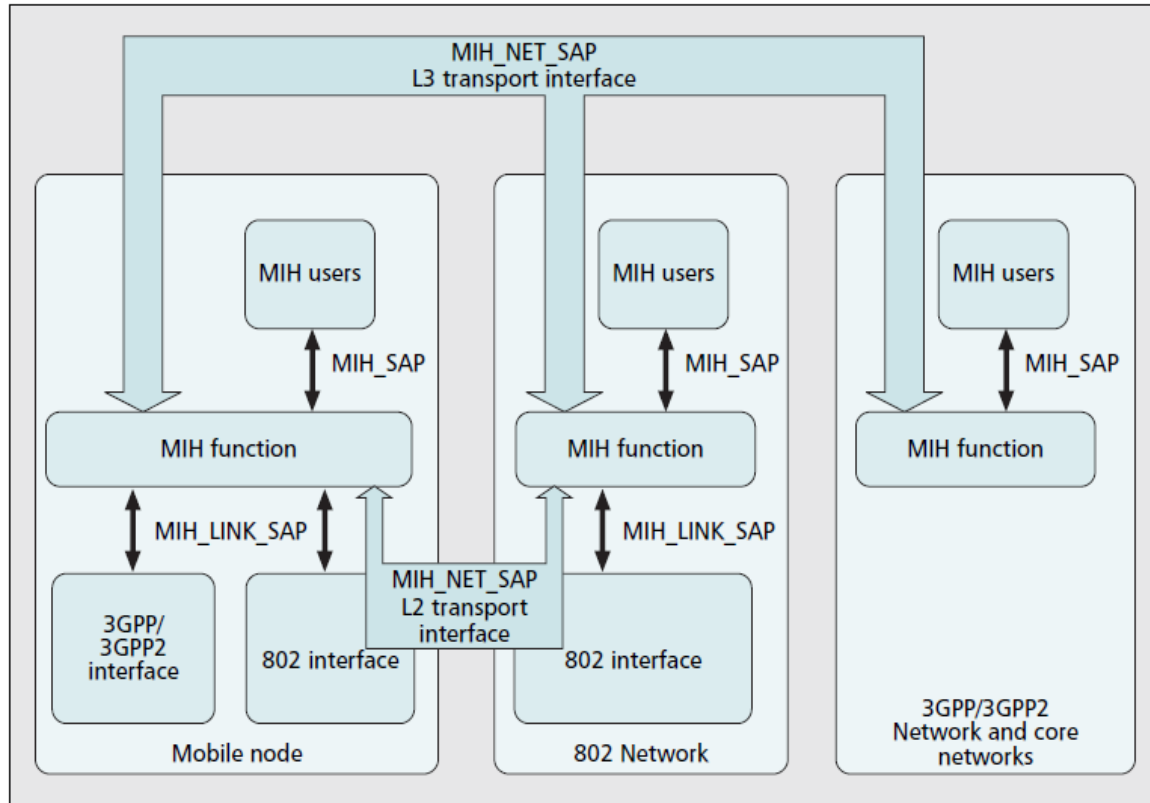 MIH_NET_SAP
L3 transport interface
MIH users
MIH users
MIH users
MIH_SAP
MIH_SAP
MIH_SAP
MIH function
MIH function
MIH function
MIH_LINK_SAP
MIH_LINK_SAP
MIH_NET_SAP
L2 transport
interface
3GPP/
3GPP2
interface
802 interface
802 interface
Mobile node
802 Network
3GPP/3GPP2
Network and core
networks